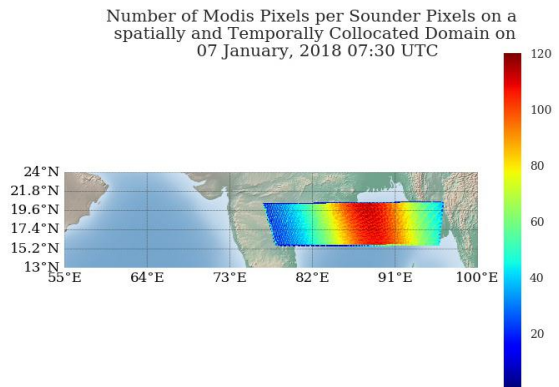 Number of Modis Pixels per Sounder Pixels on a
spatially and Temporally Collocated Domain on
07 January, 2018 07:30 UTC
120
100
80
60
40
20
24°N
21.8°N
19.6°N
17.4°N
15.2°N
13°N
55°E 64°E 73°E 82°E 91°E 100°E